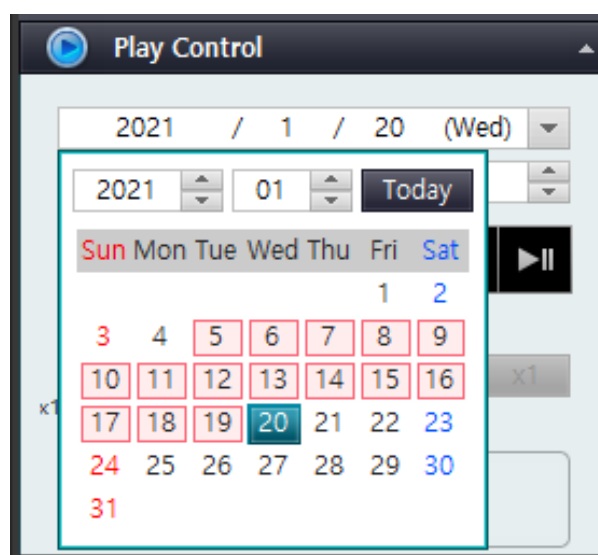 Play Control
2021 / 1 / 20 (Wed)
2021 01 Today
Sun Mon Tue Wed Thu Fri Sat
1 2
3 4 5 6 7 8 9
10 11 12 13 14 15 16
x1
x1
17 18 19 20 21 22 23
24 25 26 27 28 29 30
31